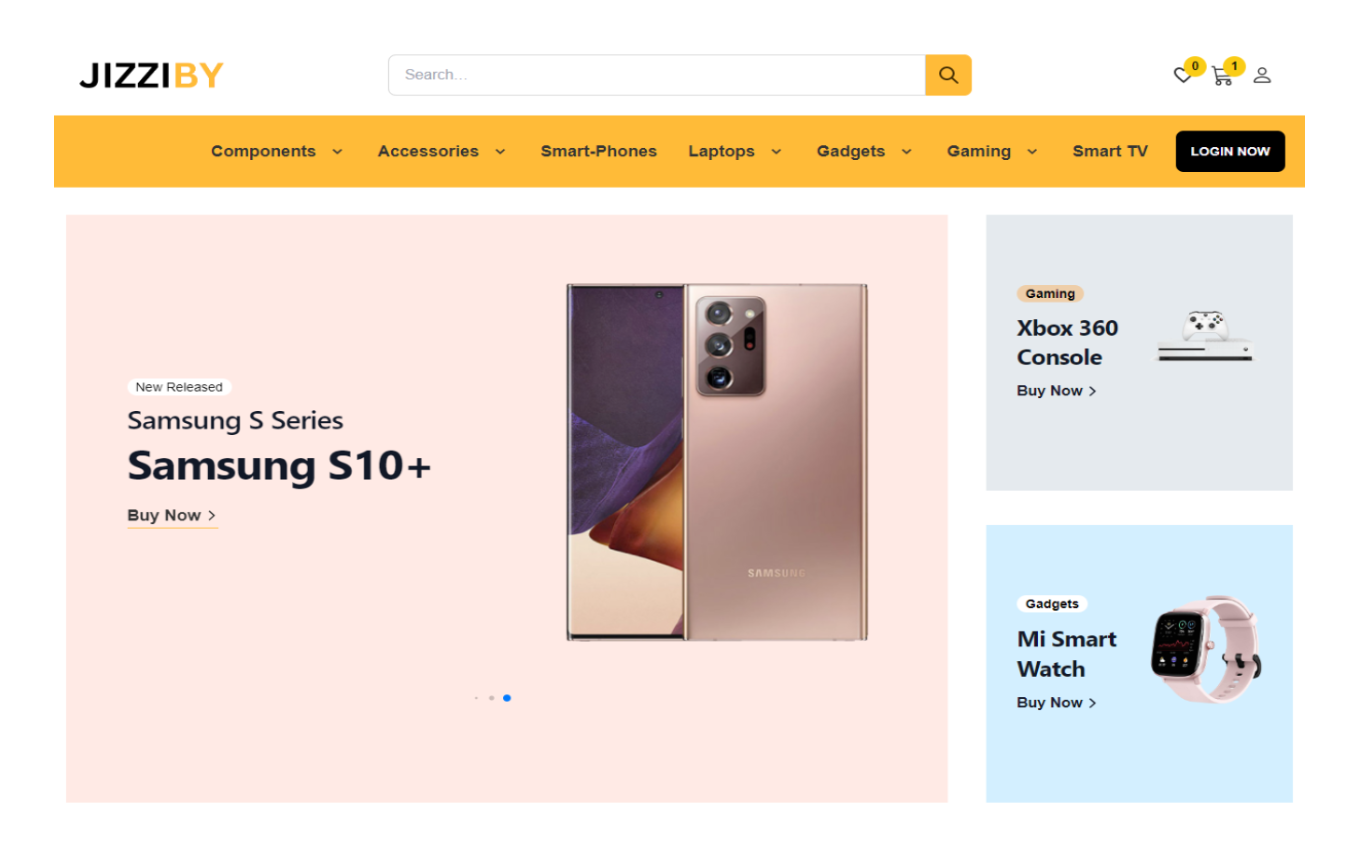 JIZZIBY
Search...
0
1
Components
Accessories
Smart-Phones
Laptops
Gadgets
Gaming
Smart TV
LOGIN NOW
New Released
Samsung S Series
Samsung S10+
Buy Now >
SAMSUNG
Gaming
Xbox 360
Console
Buy Now >
Gadgets
Mi Smart
Watch
Buy Now >